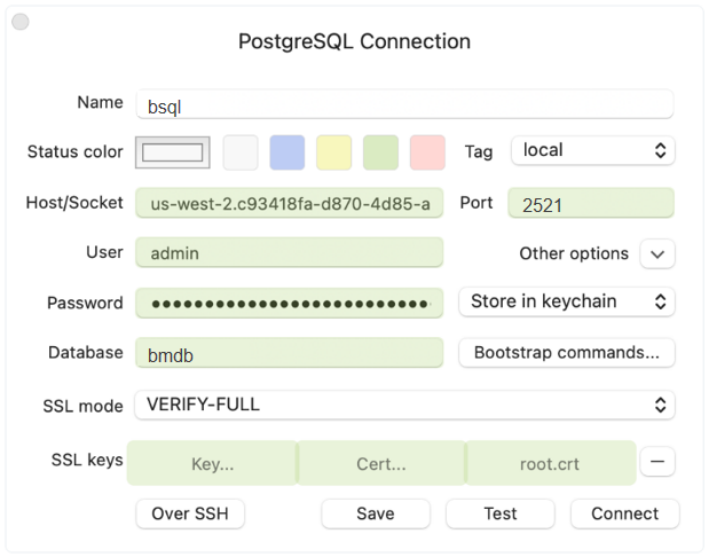 PostgreSQL Connection
Name bsql
Status color Tag local
Host/Socket us-west-2.c93418fa-d870-4d85-a Port 2521
User admin Other options
Password ●●●●●●●●●●●●●●●●●●●●●●●●●● Store in keychain
Database bmdb Bootstrap commands...
SSL mode VERIFY-FULL
SSL keys Key... Cert... root.crt
Over SSH Save Test Connect